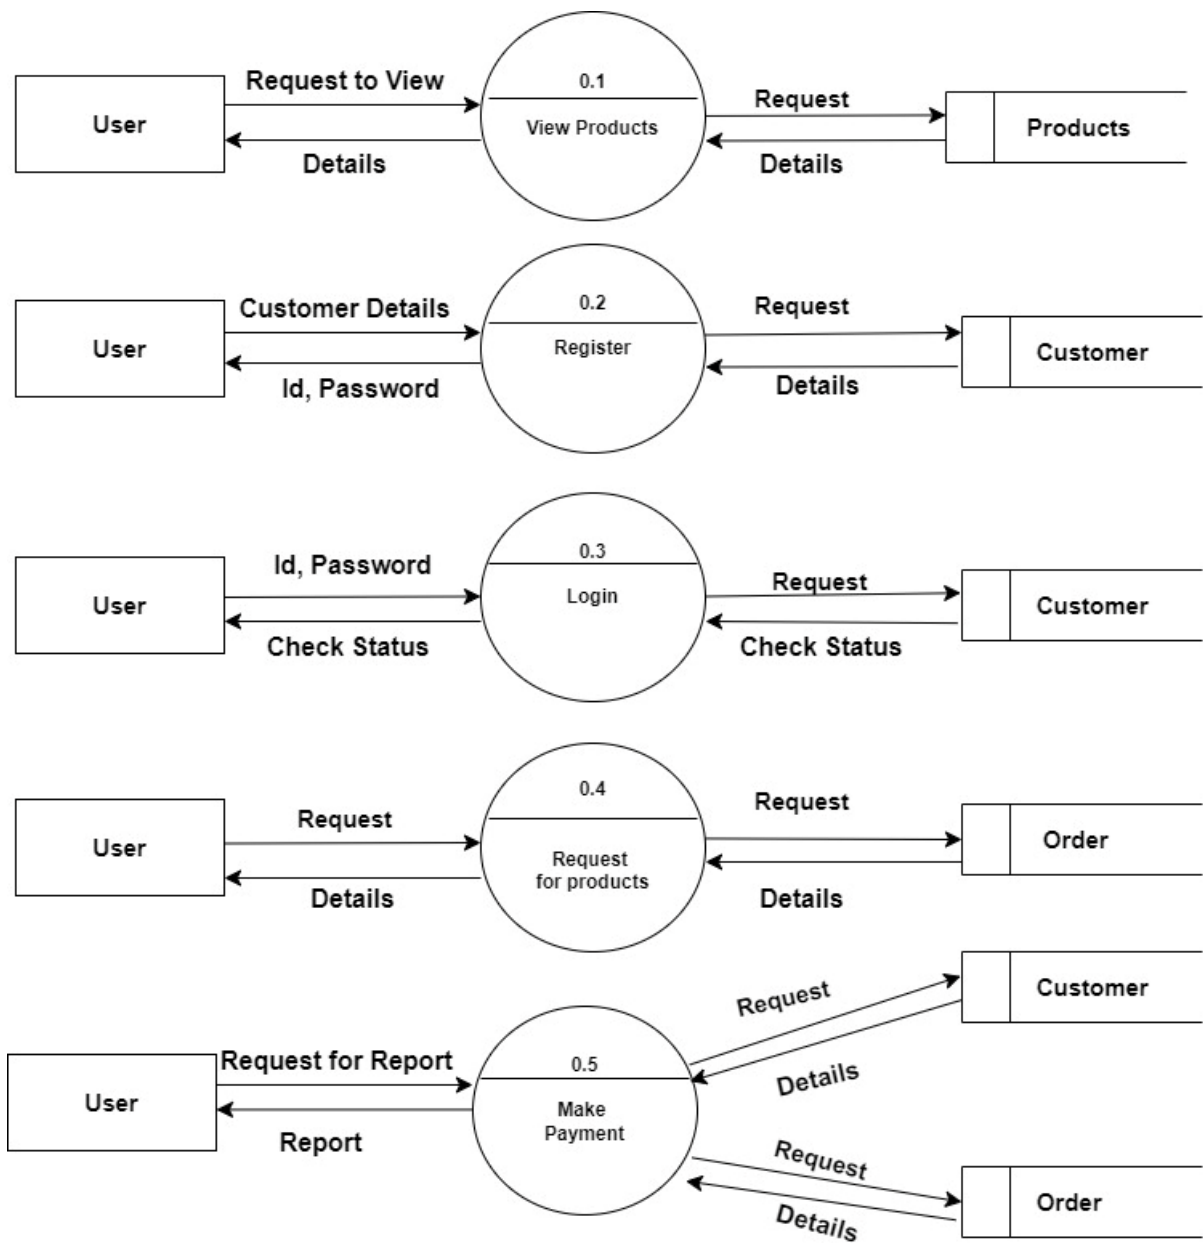 0.1
Request to View
Request
User
View Products
Products
Details
Details
0.2
Customer Details
Request
User
Register
Customer
Id, Password
Details
0.3
Id, Password
Request
User
Login
Customer
Check Status
Check Status
0.4
Request
Request
User
Request
for products
Order
Details
Details
Customer
Request
Request for Report
0.5
Details
User
Make
Payment
Report
Request
Order
Details